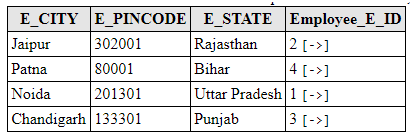 E_CITY E_PINCODE E_STATE Employee_E_ID
Jaipur 302001 Rajasthan 2 [->]
Patna 80001 Bihar 4 [->]
Noida 201301 Uttar Pradesh 1 [->]
Chandigarh 133301 Punjab 3 [->]